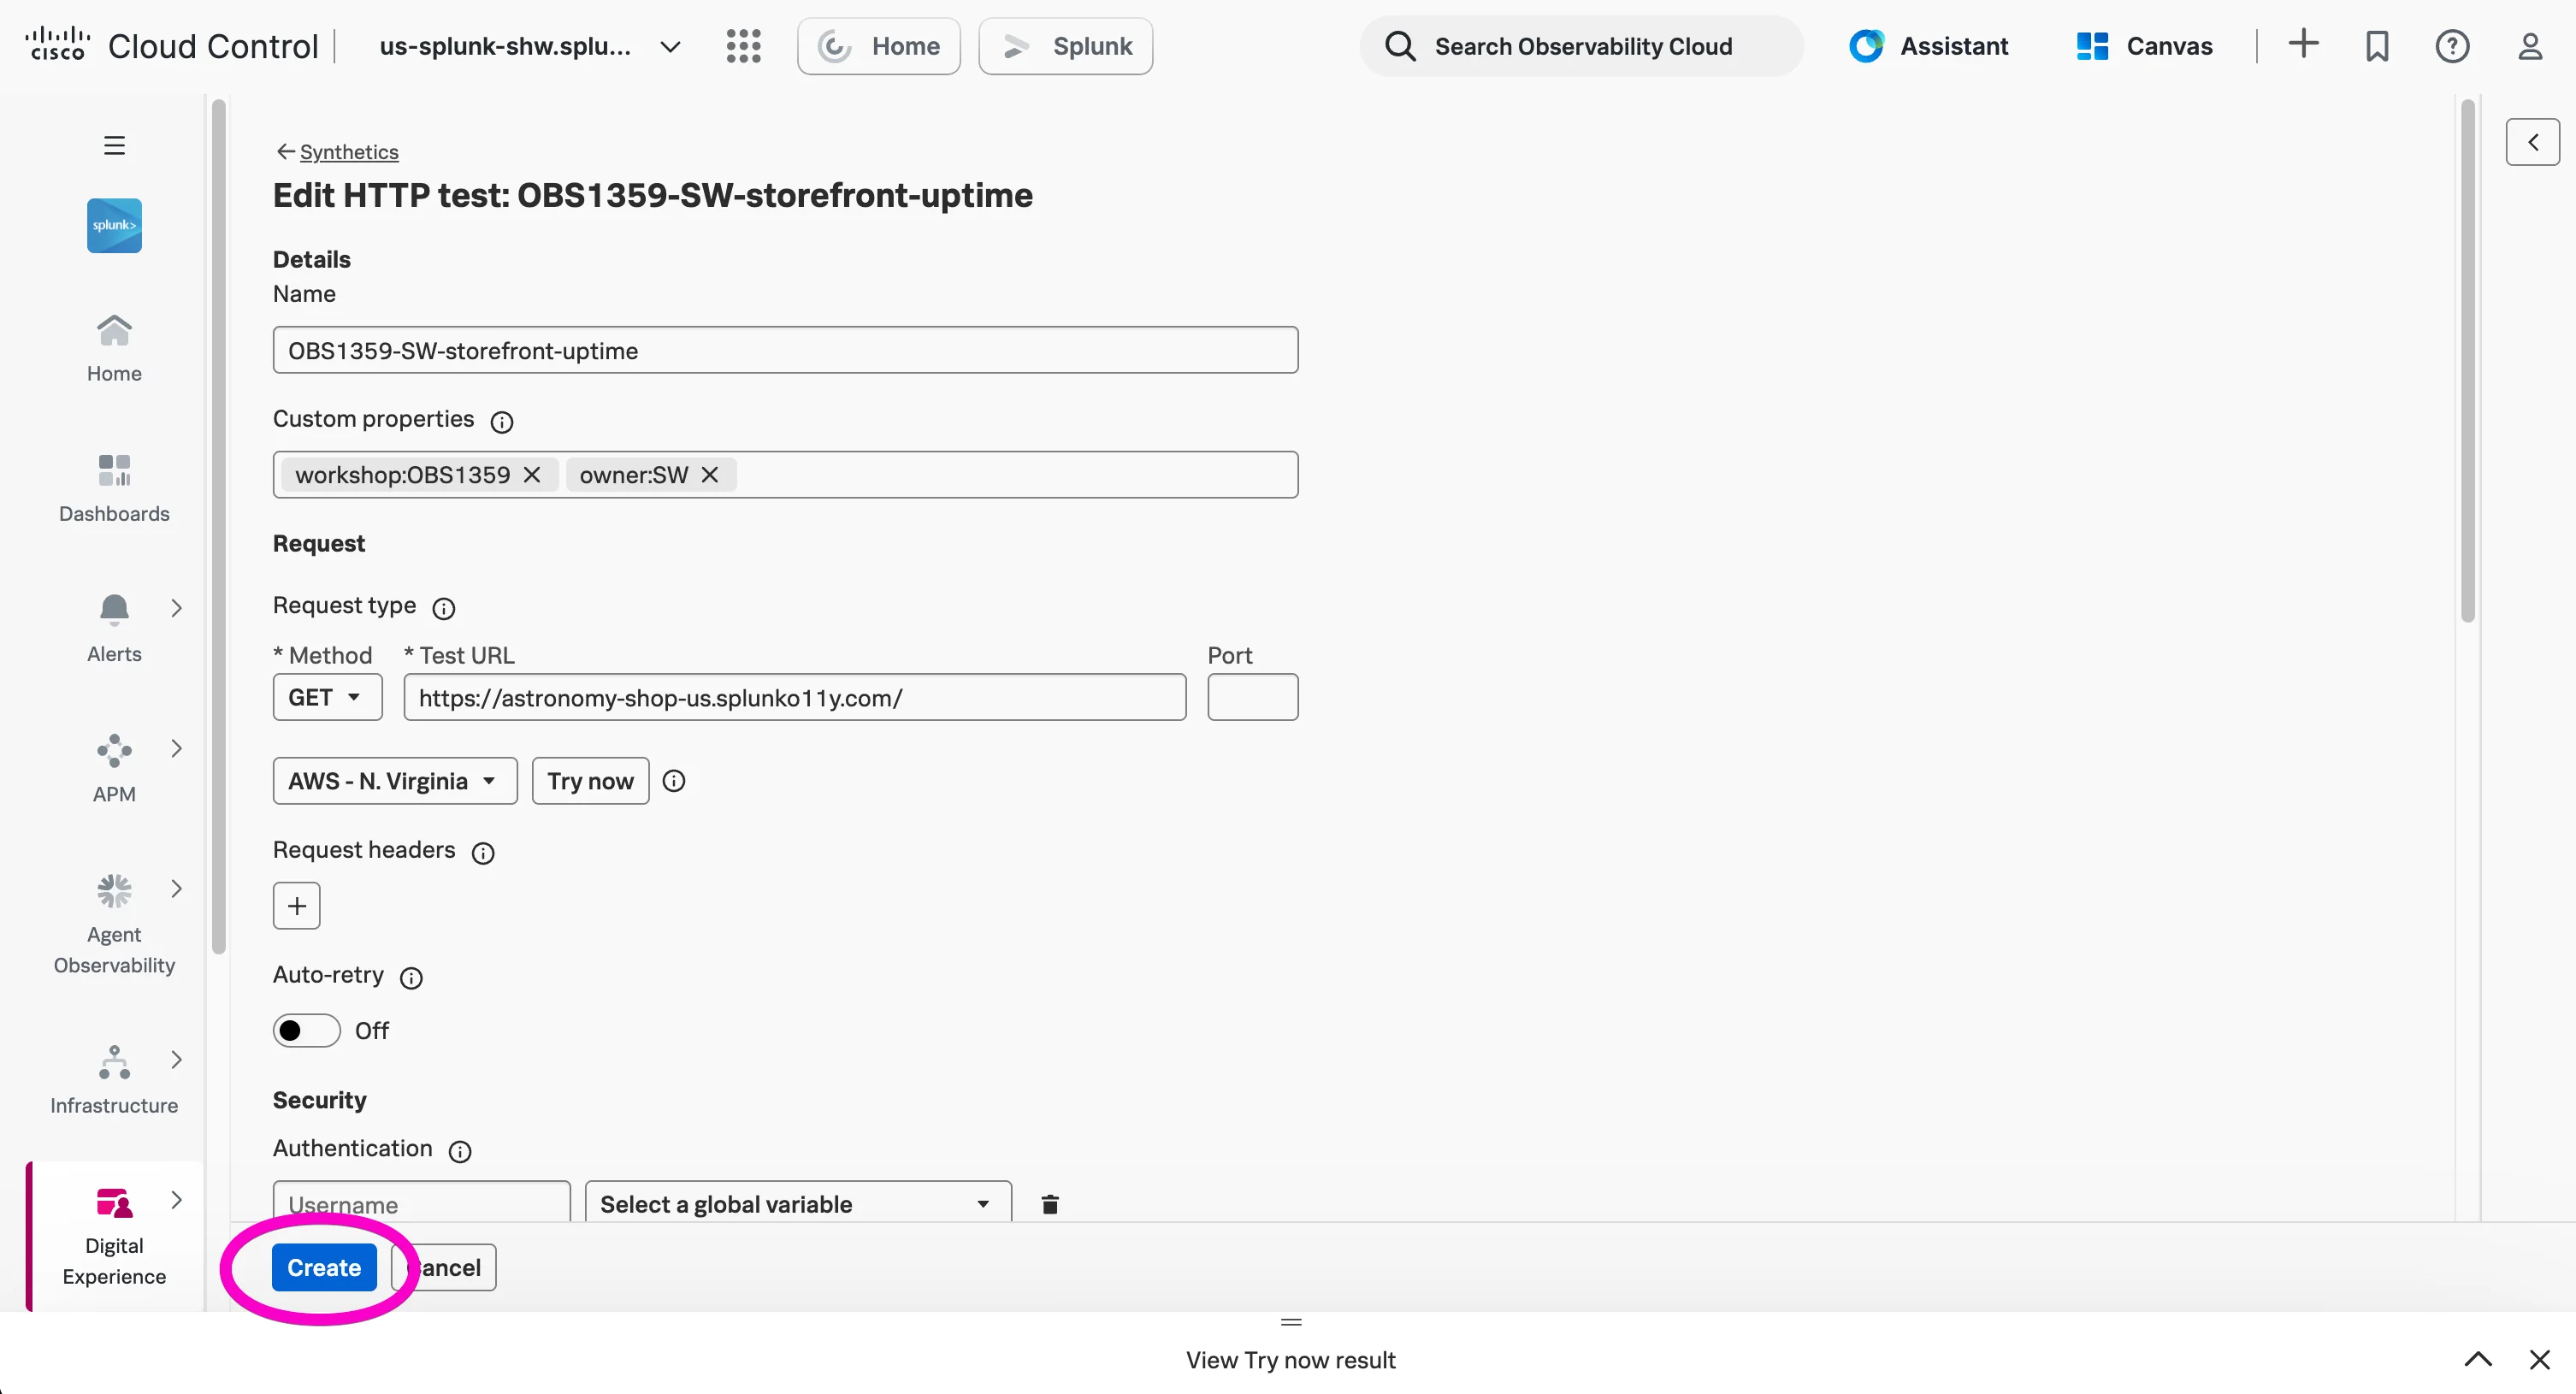 cisco Cloud Control
us-splunk-shw.splu...
Home
Splunk
Search Observability Cloud
Assistant
Canvas
splunk>
Home
Dashboards
Alerts
APM
Agent
Observability
Infrastructure
Digital
Experience
Synthetics
Edit HTTP test: OBS1359-SW-storefront-uptime
Details
Name
OBS1359-SW-storefront-uptime
Custom properties
workshop:OBS1359 owner:SW
Request
Request type
* Method * Test URL Port
GET https://astronomy-shop-us.splunko11y.com/
AWS - N. Virginia Try now
Request headers
Auto-retry
Off
Security
Authentication
Username Select a global variable
Create Cancel
View Try now result